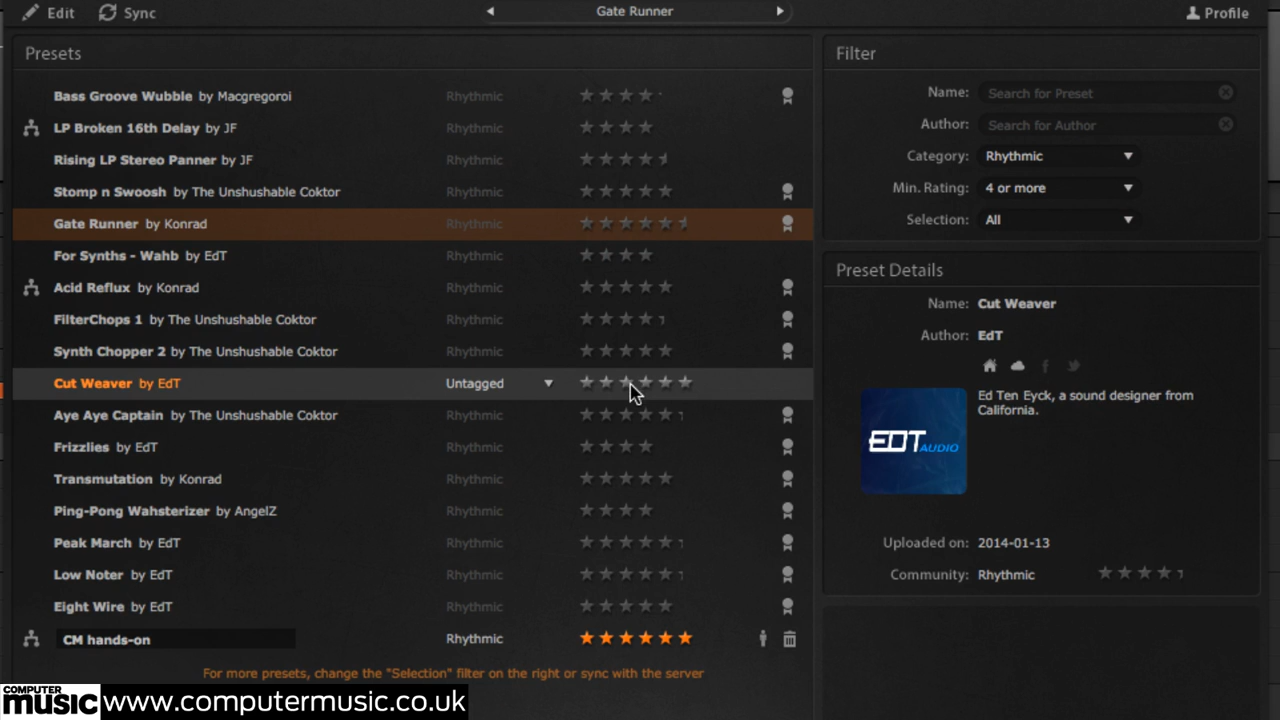 Edit Sync Gate Runner Profile
Presets
Bass Groove Wubble by Macgregoroi Rhythmic
LP Broken 16th Delay by JF Rhythmic
Rising LP Stereo Panner by JF Rhythmic
Stomp n Swoosh by The Unshushable Coktor Rhythmic
Gate Runner by Konrad Rhythmic
For Synths - Wahb by EdT Rhythmic
Acid Reflux by Konrad Rhythmic
FilterChops 1 by The Unshushable Coktor Rhythmic
Synth Chopper 2 by The Unshushable Coktor Rhythmic
Cut Weaver by EdT Untagged
Aye Aye Captain by The Unshushable Coktor Rhythmic
Frizzlies by EdT Rhythmic
Transmutation by Konrad Rhythmic
Ping-Pong Wahsterizer by AngelZ Rhythmic
Peak March by EdT Rhythmic
Low Noter by EdT Rhythmic
Eight Wire by EdT Rhythmic
CM hands-on Rhythmic
For more presets, change the "Selection" filter on the right or sync with the server
Filter
Name: Search for Preset
Author: Search for Author
Category: Rhythmic
Min. Rating: 4 or more
Selection: All
Preset Details
Name: Cut Weaver
Author: EdT
Ed Ten Eyck, a sound designer from
California.
EDT AUDIO
Uploaded on: 2014-01-13
Community: Rhythmic
COMPUTER
music www.computermusic.co.uk